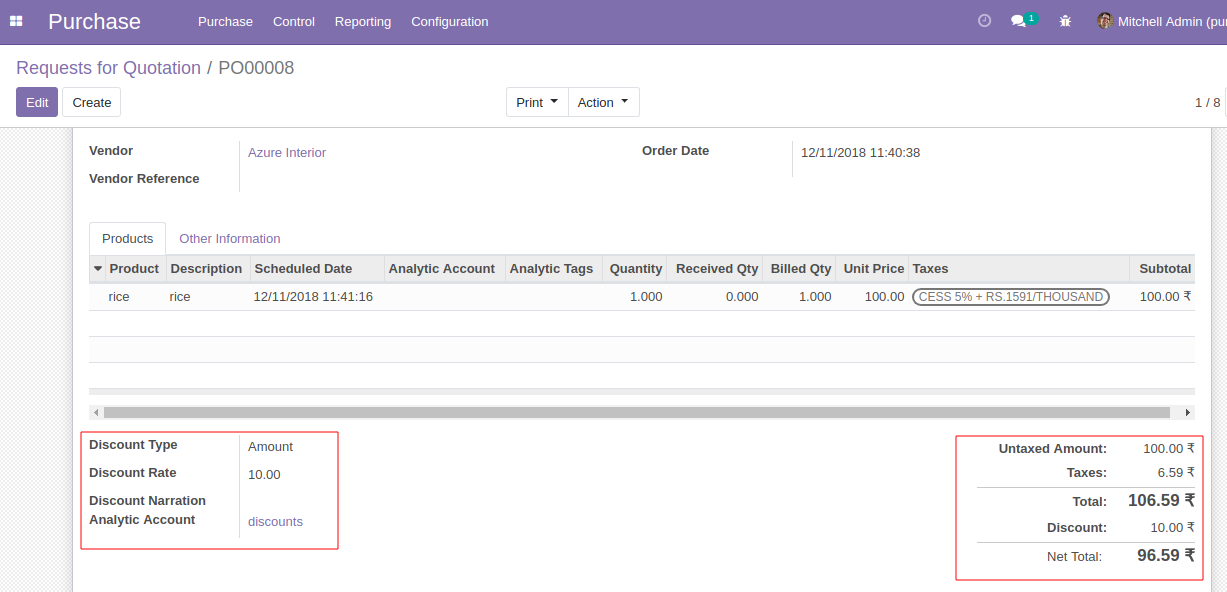 Purchase Purchase Control Reporting Configuration 1 Mitchell Admin (pur
Requests for Quotation / PO00008
Edit Create Print Action 1 / 8
Vendor Azure Interior Order Date 12/11/2018 11:40:38
Vendor Reference
Products Other Information
Product Description Scheduled Date Analytic Account Analytic Tags Quantity Received Qty Billed Qty Unit Price Taxes Subtotal
rice rice 12/11/2018 11:41:16 1.000 0.000 1.000 100.00 CESS 5% + RS.1591/THOUSAND 100.00 ₹
Discount Type Amount
Discount Rate 10.00
Discount Narration
Analytic Account discounts
Untaxed Amount: 100.00 ₹
Taxes: 6.59 ₹
Total: 106.59 ₹
Discount: 10.00 ₹
Net Total: 96.59 ₹